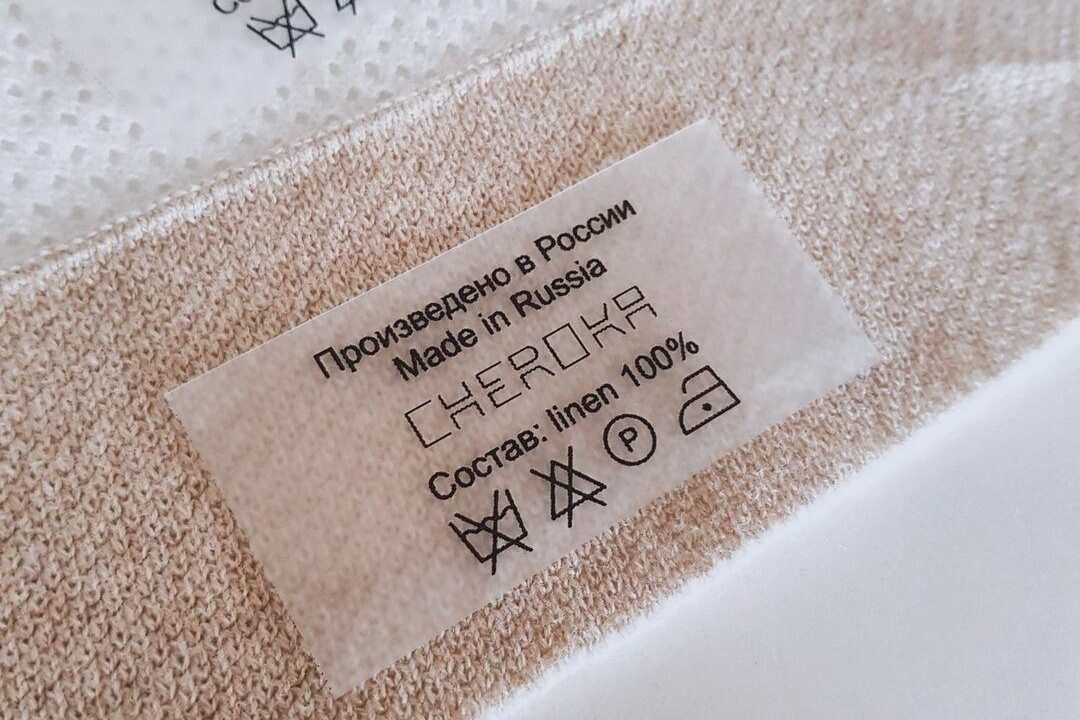 Произведено в России
Made in Russia
CHEROKA
Состав: linen 100%
P